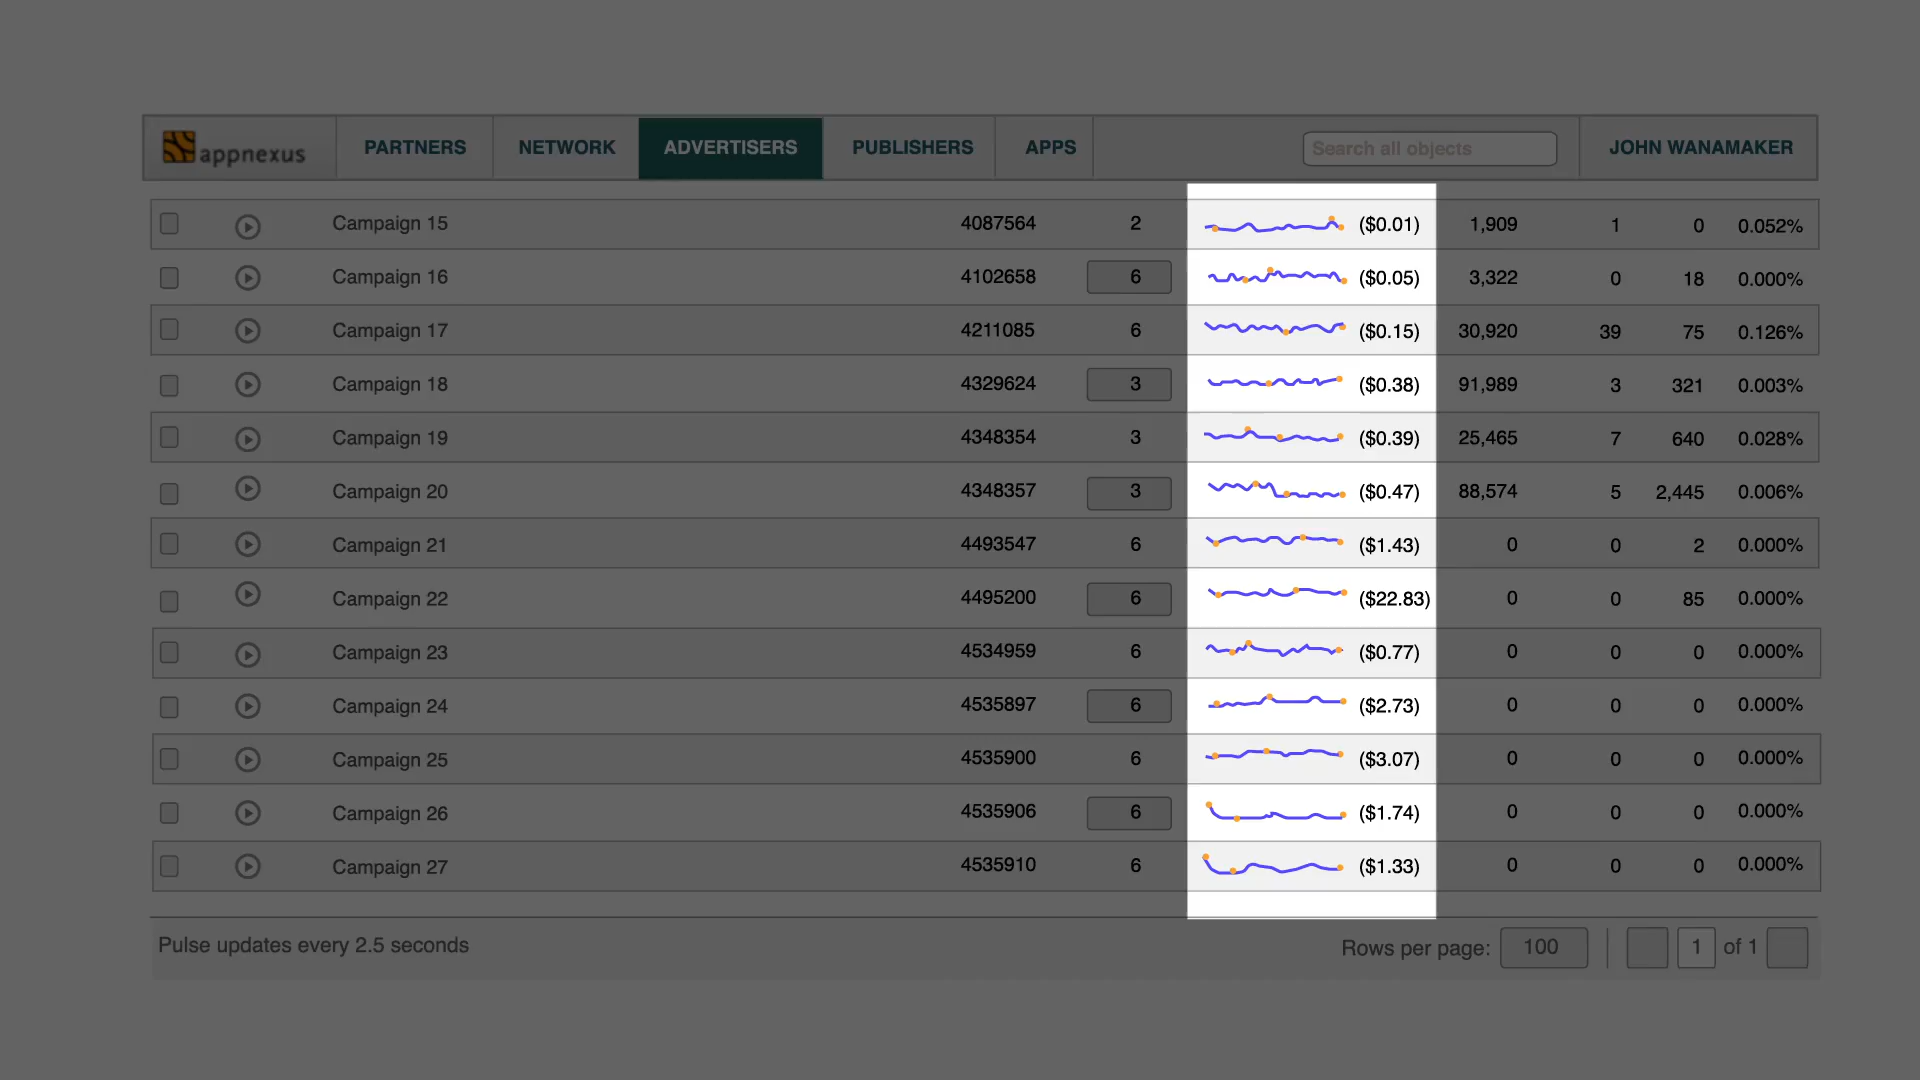 appnexus PARTNERS NETWORK ADVERTISERS PUBLISHERS APPS Search all objects JOHN WANAMAKER
Campaign 15 4087564 2 ($0.01) 1,909 1 0 0.052%
Campaign 16 4102658 6 ($0.05) 3,322 0 18 0.000%
Campaign 17 4211085 6 ($0.15) 30,920 39 75 0.126%
Campaign 18 4329624 3 ($0.38) 91,989 3 321 0.003%
Campaign 19 4348354 3 ($0.39) 25,465 7 640 0.028%
Campaign 20 4348357 3 ($0.47) 88,574 5 2,445 0.006%
Campaign 21 4493547 6 ($1.43) 0 0 2 0.000%
Campaign 22 4495200 6 ($22.83) 0 0 85 0.000%
Campaign 23 4534959 6 ($0.77) 0 0 0 0.000%
Campaign 24 4535897 6 ($2.73) 0 0 0 0.000%
Campaign 25 4535900 6 ($3.07) 0 0 0 0.000%
Campaign 26 4535906 6 ($1.74) 0 0 0 0.000%
Campaign 27 4535910 6 ($1.33) 0 0 0 0.000%
Pulse updates every 2.5 seconds Rows per page: 100 1 of 1